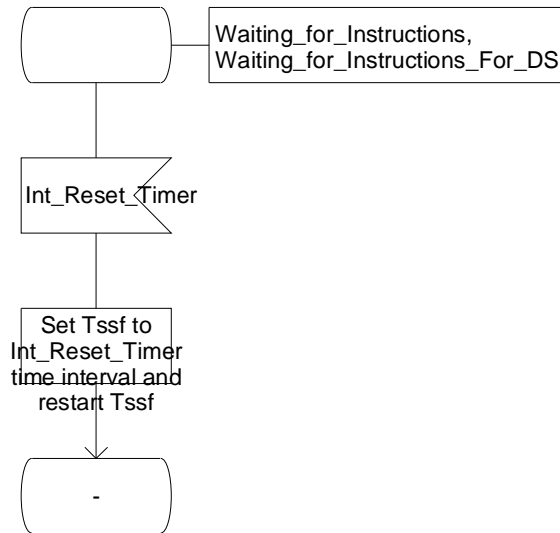 Waiting_for_Instructions,
Waiting_for_Instructions_For_DS
Int_Reset_Timer
Set Tssf to
Int_Reset_Timer
time interval and
restart Tssf
-